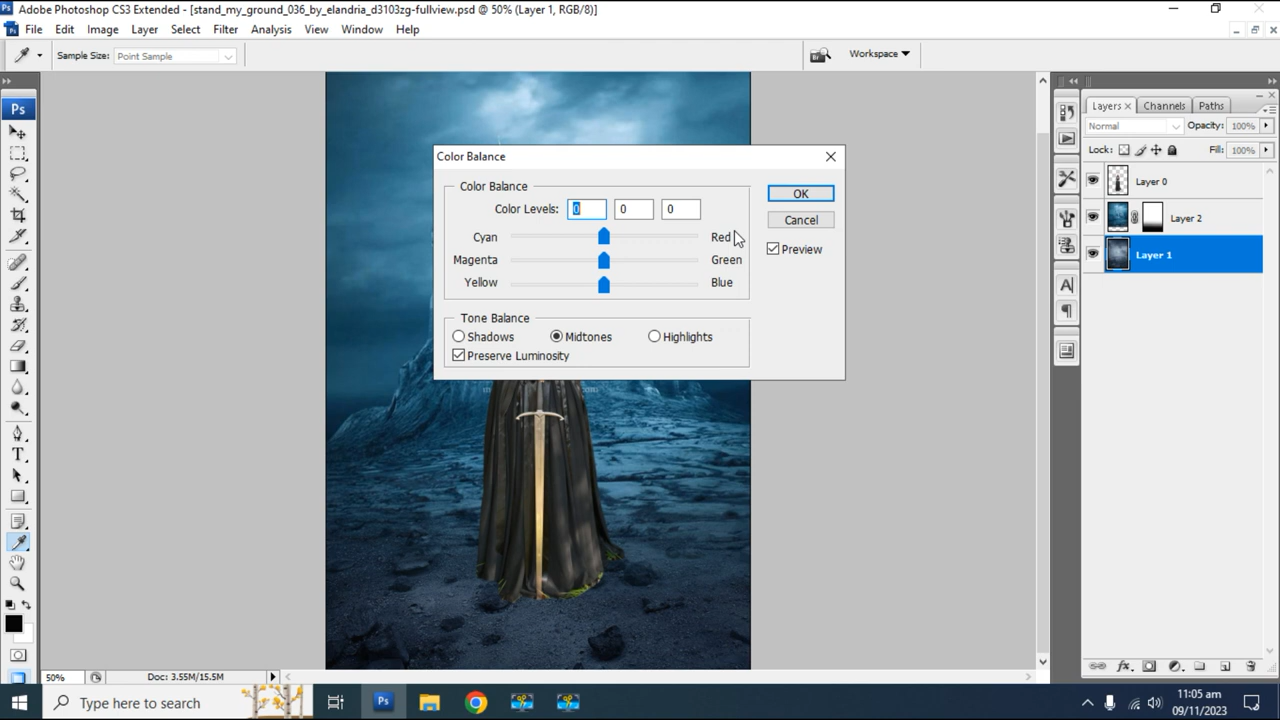 Adobe Photoshop CS3 Extended - [stand_my_ground_036_by_elandria_d3103zg-fullview.psd @ 50% (Layer 1, RGB/8)]
Ps File Edit Image Layer Select Filter Analysis View Window Help
Sample Size: Point Sample Workspace
Ps
Layers Channels Paths
Normal Opacity: 100%
Lock: Fill: 100%
Layer 0
Layer 2
Layer 1
Color Balance
Color Balance
Color Levels: 0 0 0
Cyan Red
Magenta Green
Yellow Blue
Tone Balance
Shadows Midtones Highlights
Preserve Luminosity
OK
Cancel
Preview
T
A
50% Doc: 3.55M/15.5M
Type here to search
Ps
11:05 am
09/11/2023